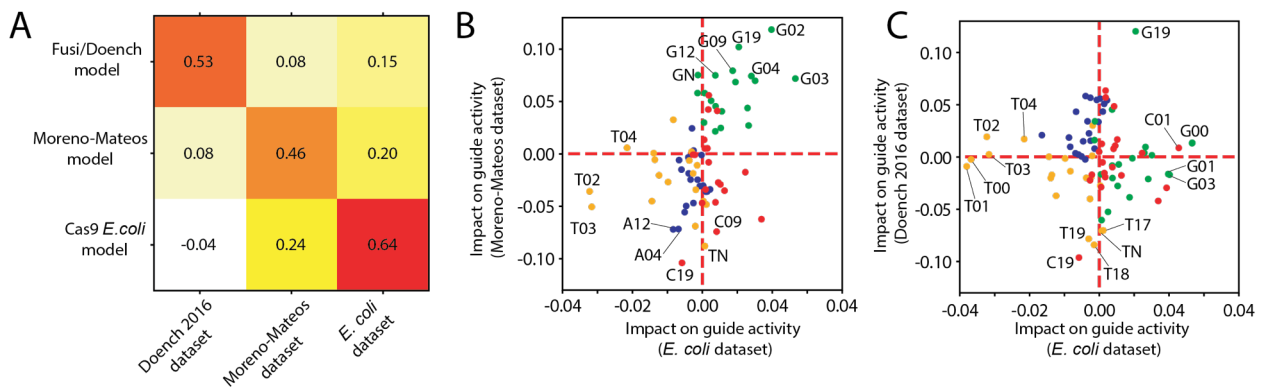 A
Fusi/Doench
model
Moreno-Mateos
model
Cas9 E.coli
model
0.53 0.08 0.15
0.08 0.46 0.20
-0.04 0.24 0.64
Doench 2016
dataset
Moreno-Mateos
dataset
E. coli
dataset
B
Impact on guide activity
(Moreno-Mateos dataset)
0.10
0.05
0.00
-0.05
-0.10
G02
G19
G09
G12
GN
G04
G03
T04
T02
T03
A12
A04
C19
C09
TN
-0.04 -0.02 0.00 0.02 0.04
Impact on guide activity
(E. coli dataset)
C
Impact on guide activity
(Doench 2016 dataset)
0.10
0.05
0.00
-0.05
-0.10
G19
T04
T02
C01
G00
T03
T00
T01
G01
G03
T19
T17
TN
T18
C19
-0.04 -0.02 0.00 0.04 0.04
Impact on guide activity
(E. coli dataset)